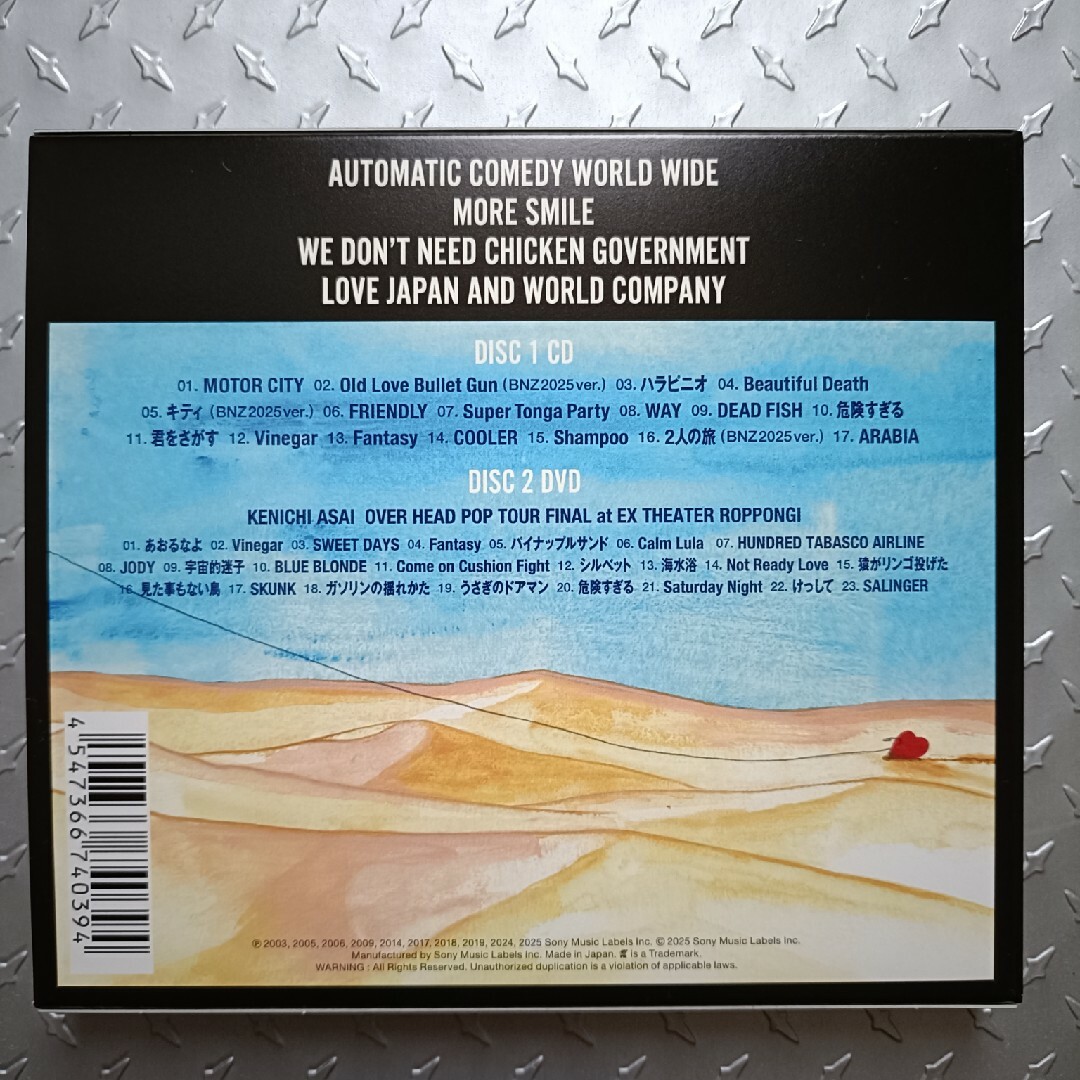 AUTOMATIC COMEDY WORLD WIDE
MORE SMILE
WE DON'T NEED CHICKEN GOVERNMENT
LOVE JAPAN AND WORLD COMPANY
DISC 1 CD
01. MOTOR CITY 02. Old Love Bullet Gun (BNZ2025ver.) 03. ハラピニオ 04. Beautiful Death
05. キティ (BNZ2025ver.) 06. FRIENDLY 07. Super Tonga Party 08. WAY 09. DEAD FISH 10. 危険すぎる
11. 君をさがす 12. Vinegar 13. Fantasy 14. COOLER 15. Shampoo 16. 2人の旅 (BNZ2025ver.) 17. ARABIA
DISC 2 DVD
KENICHI ASAI OVER HEAD POP TOUR FINAL at EX THEATER ROPPONGI
01. あおるなよ 02. Vinegar 03. SWEET DAYS 04. Fantasy 05. パイナップルサンド 06. Calm Lula 07. HUNDRED TABASCO AIRLINE
08. JODY 09. 宇宙的迷子 10. BLUE BLONDE 11. Come on Cushion Fight 12. シルベット 13. 海水浴 14. Not Ready Love 15. 猿がリンゴ投げた
16. 見た事もない鳥 17. SKUNK 18. ガソリンの揺れかた 19. うさぎのドアマン 20. 危険すぎる 21. Saturday Night 22. けっして 23. SALINGER
4 547366 740394
℗ 2003, 2005, 2006, 2009, 2014, 2017, 2018, 2019, 2024, 2025 Sony Music Labels Inc. © 2025 Sony Music Labels Inc.
Manufactured by Sony Music Labels Inc. Made in Japan. is a Trademark.
WARNING : All Rights Reserved. Unauthorized duplication is a violation of applicable laws.